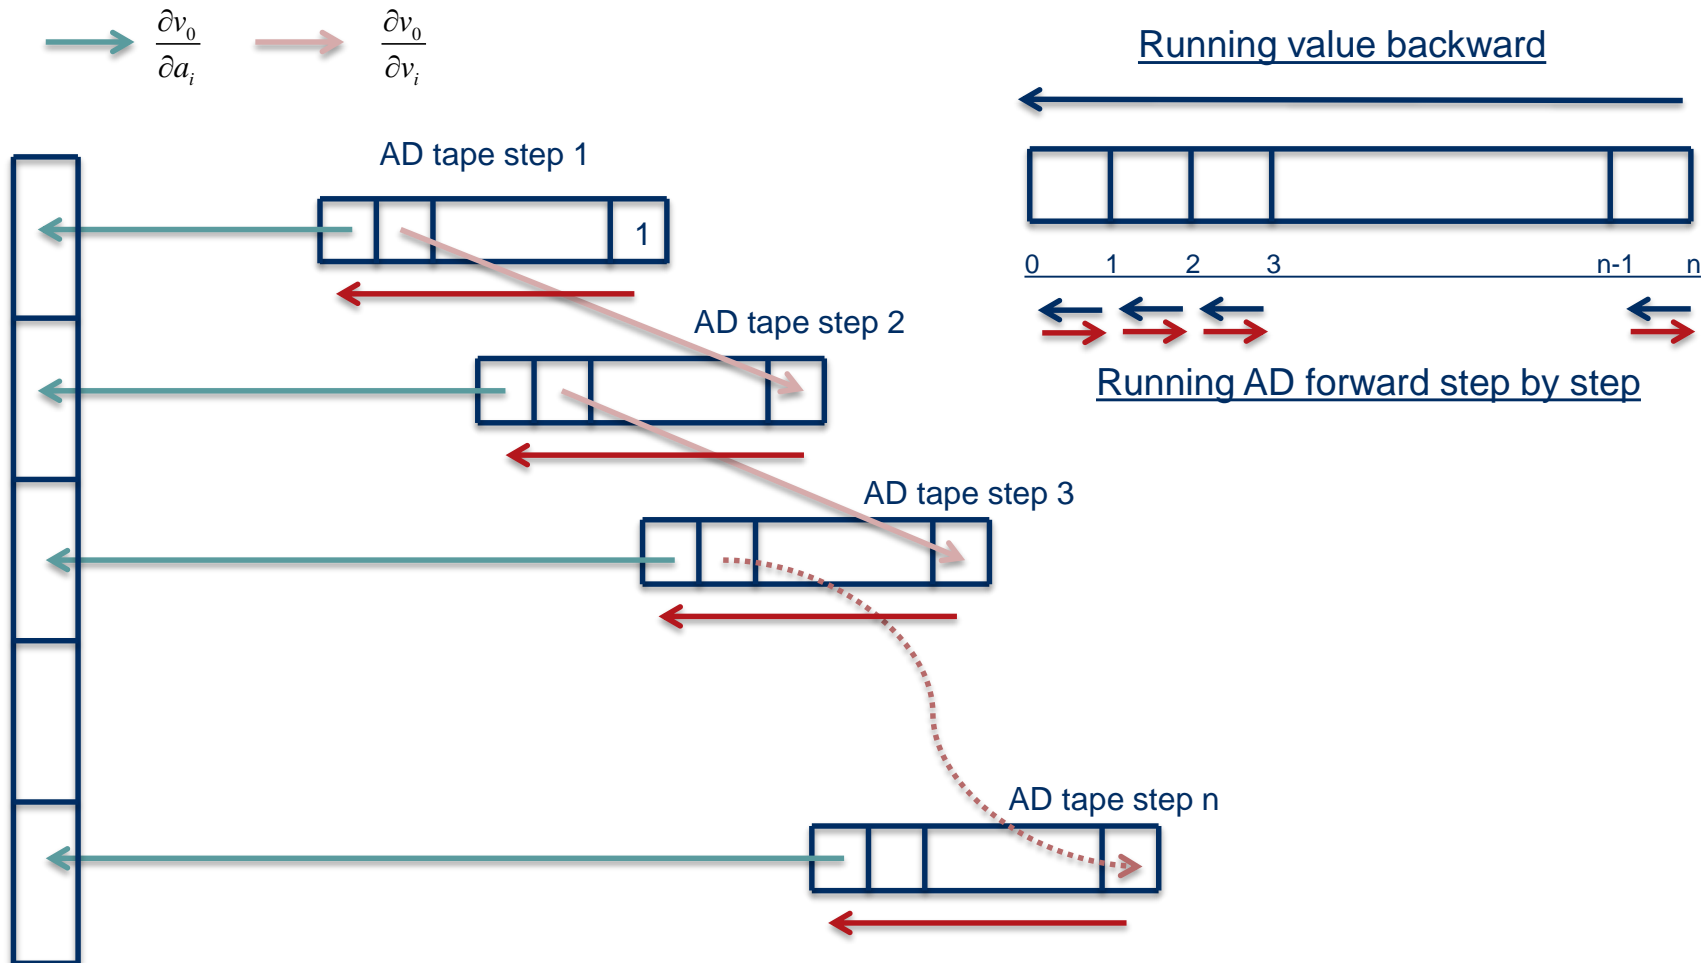 ∂v₀/∂aᵢ ∂v₀/∂vᵢ
Running value backward
AD tape step 1
1
0 1 2 3 n-1 n
AD tape step 2
Running AD forward step by step
AD tape step 3
AD tape step n